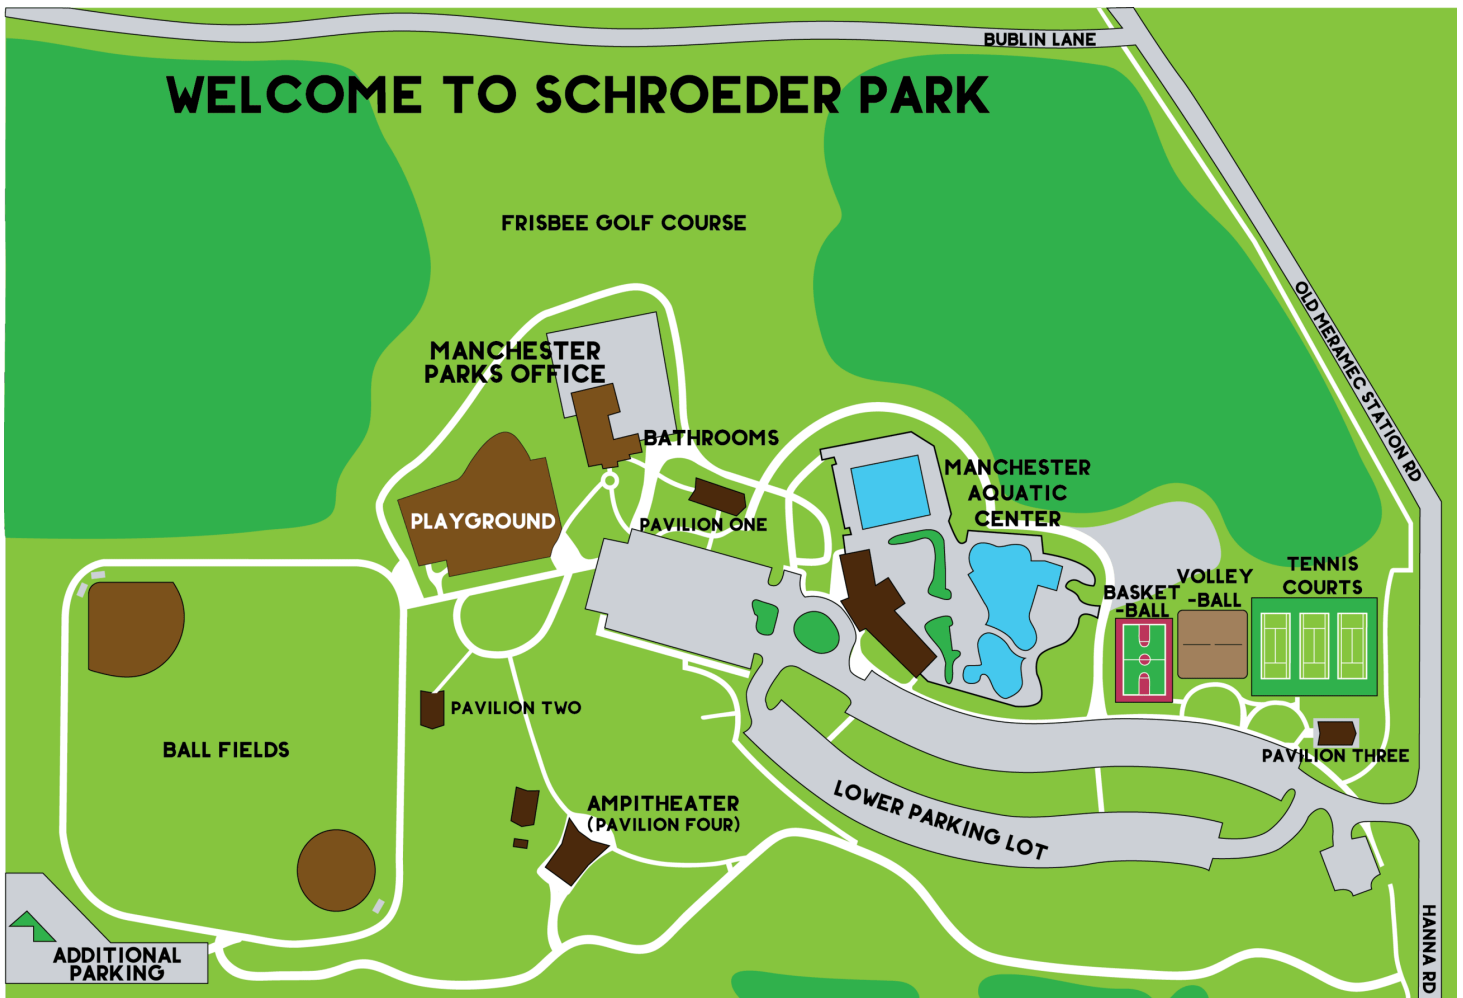 BUBLIN LANE
WELCOME TO SCHROEDER PARK
FRISBEE GOLF COURSE
OLD MERAMEC STATION RD
MANCHESTER
PARKS OFFICE
BATHROOMS
MANCHESTER
AQUATIC
CENTER
PLAYGROUND
PAVILION ONE
TENNIS
COURTS
VOLLEY
-BALL
BASKET
-BALL
PAVILION TWO
BALL FIELDS
PAVILION THREE
AMPITHEATER
(PAVILION FOUR)
LOWER PARKING LOT
ADDITIONAL
PARKING
HANNA RD